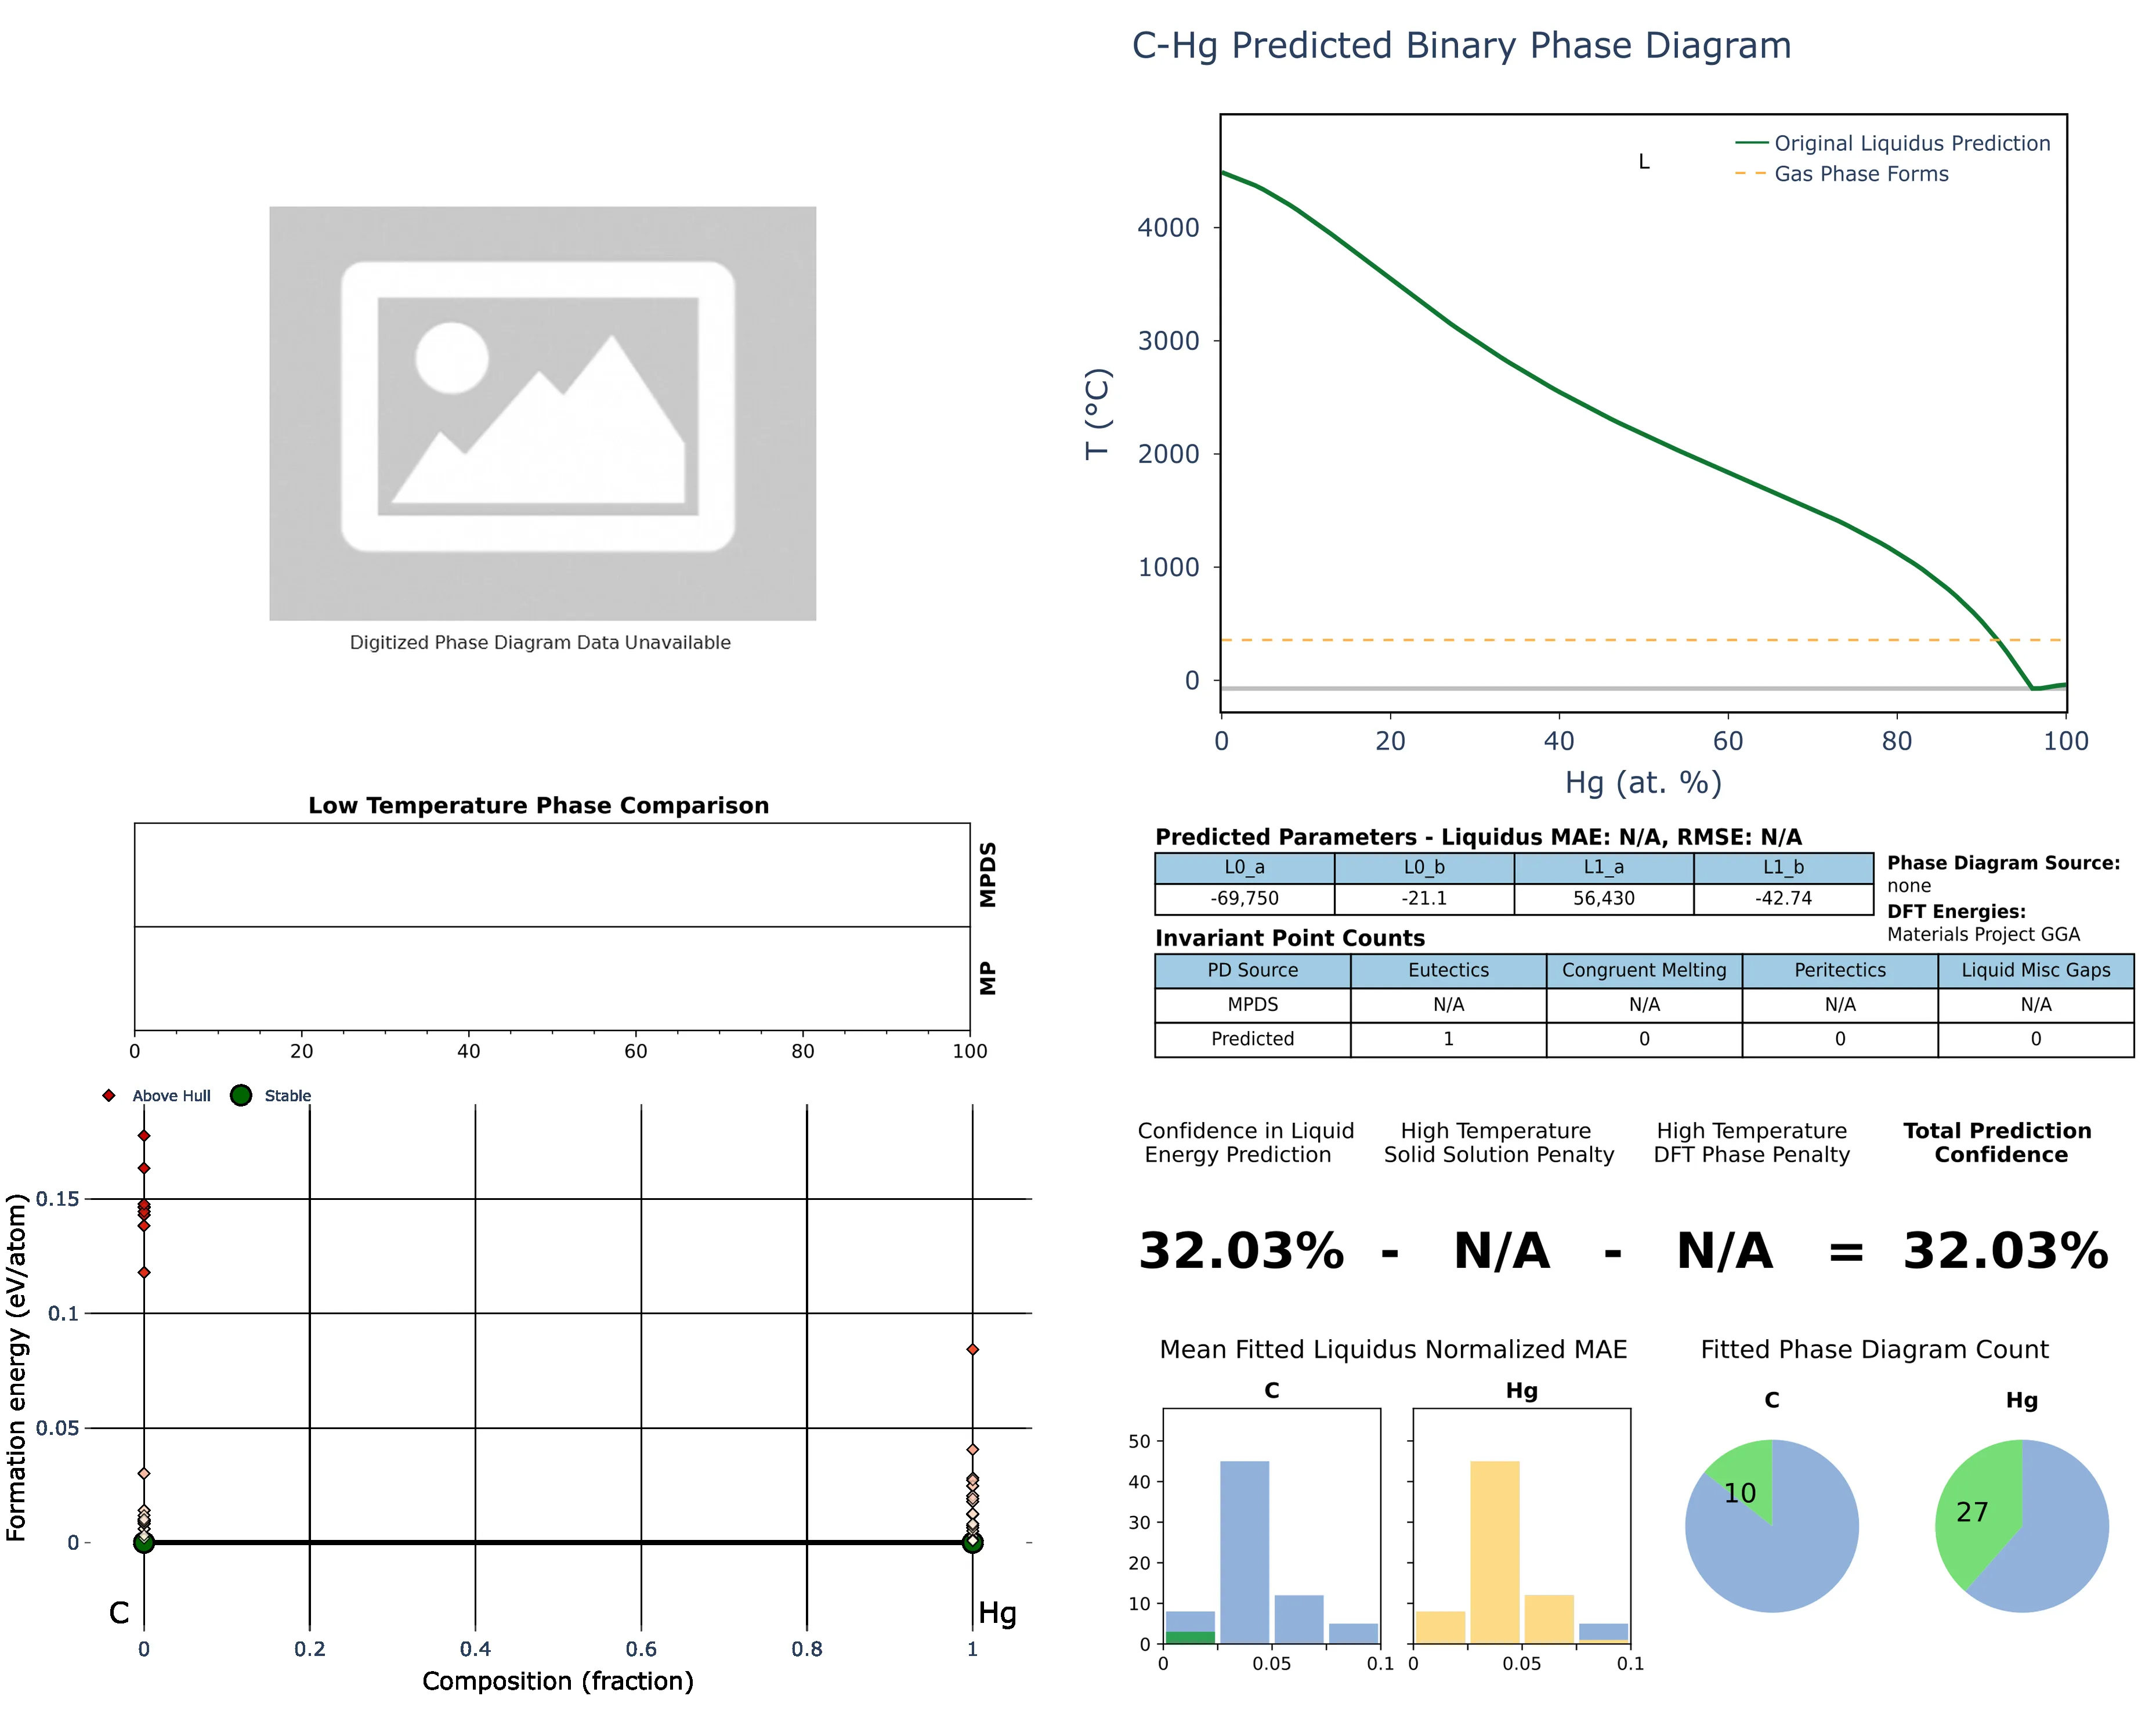 C-Hg Predicted Binary Phase Diagram
L
Original Liquidus Prediction
Gas Phase Forms
4000
3000
2000
1000
0
T (°C)
0 20 40 60 80 100
Hg (at. %)
Digitized Phase Diagram Data Unavailable
Low Temperature Phase Comparison
MPDS
MP
0 20 40 60 80 100
Predicted Parameters - Liquidus MAE: N/A, RMSE: N/A
L0_a L0_b L1_a L1_b
-69,750 -21.1 56,430 -42.74
Phase Diagram Source:
none
DFT Energies:
Materials Project GGA
Invariant Point Counts
PD Source Eutectics Congruent Melting Peritectics Liquid Misc Gaps
MPDS N/A N/A N/A N/A
Predicted 1 0 0 0
Above Hull Stable
0.15
0.1
0.05
0
Formation energy (eV/atom)
C Hg
0 0.2 0.4 0.6 0.8 1
Composition (fraction)
Confidence in Liquid
Energy Prediction
High Temperature
Solid Solution Penalty
High Temperature
DFT Phase Penalty
Total Prediction
Confidence
32.03% - N/A - N/A = 32.03%
Mean Fitted Liquidus Normalized MAE
C
Hg
50
40
30
20
10
0
0 0.05 0.1
0 0.05 0.1
Fitted Phase Diagram Count
C
Hg
10
27